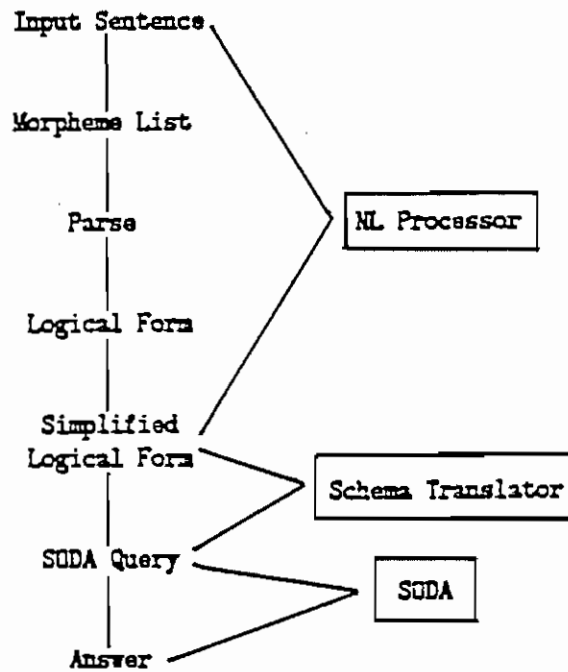 Input Sentence
Morpheme List
Parse
NL Processor
Logical Form
Simplified
Logical Form
Schema Translator
SODA Query
SODA
Answer